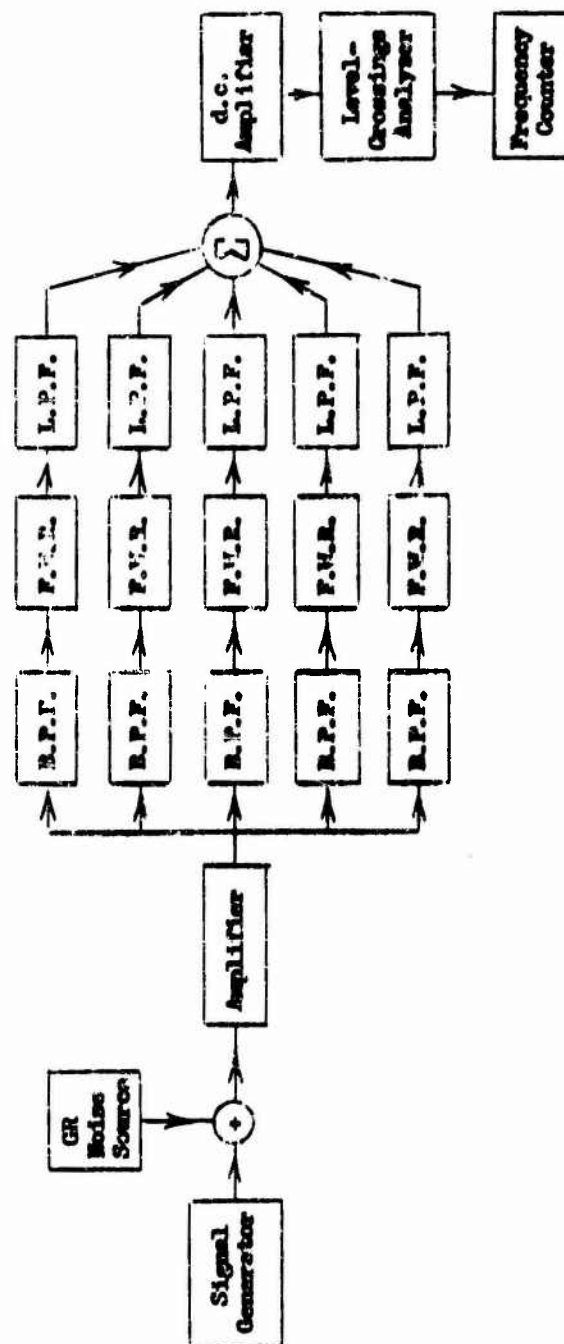 Signal
Generator
GR
Noise
Source
+
Amplifier
B.P.F.
B.P.F.
B.P.F.
B.P.F.
B.P.F.
F.W.R.
F.W.R.
F.W.R.
F.W.R.
F.W.R.
L.P.F.
L.P.F.
L.P.F.
L.P.F.
L.P.F.
Σ
d.c.
Amplifier
Level-
Crossings
Analyser
Frequency
Counter